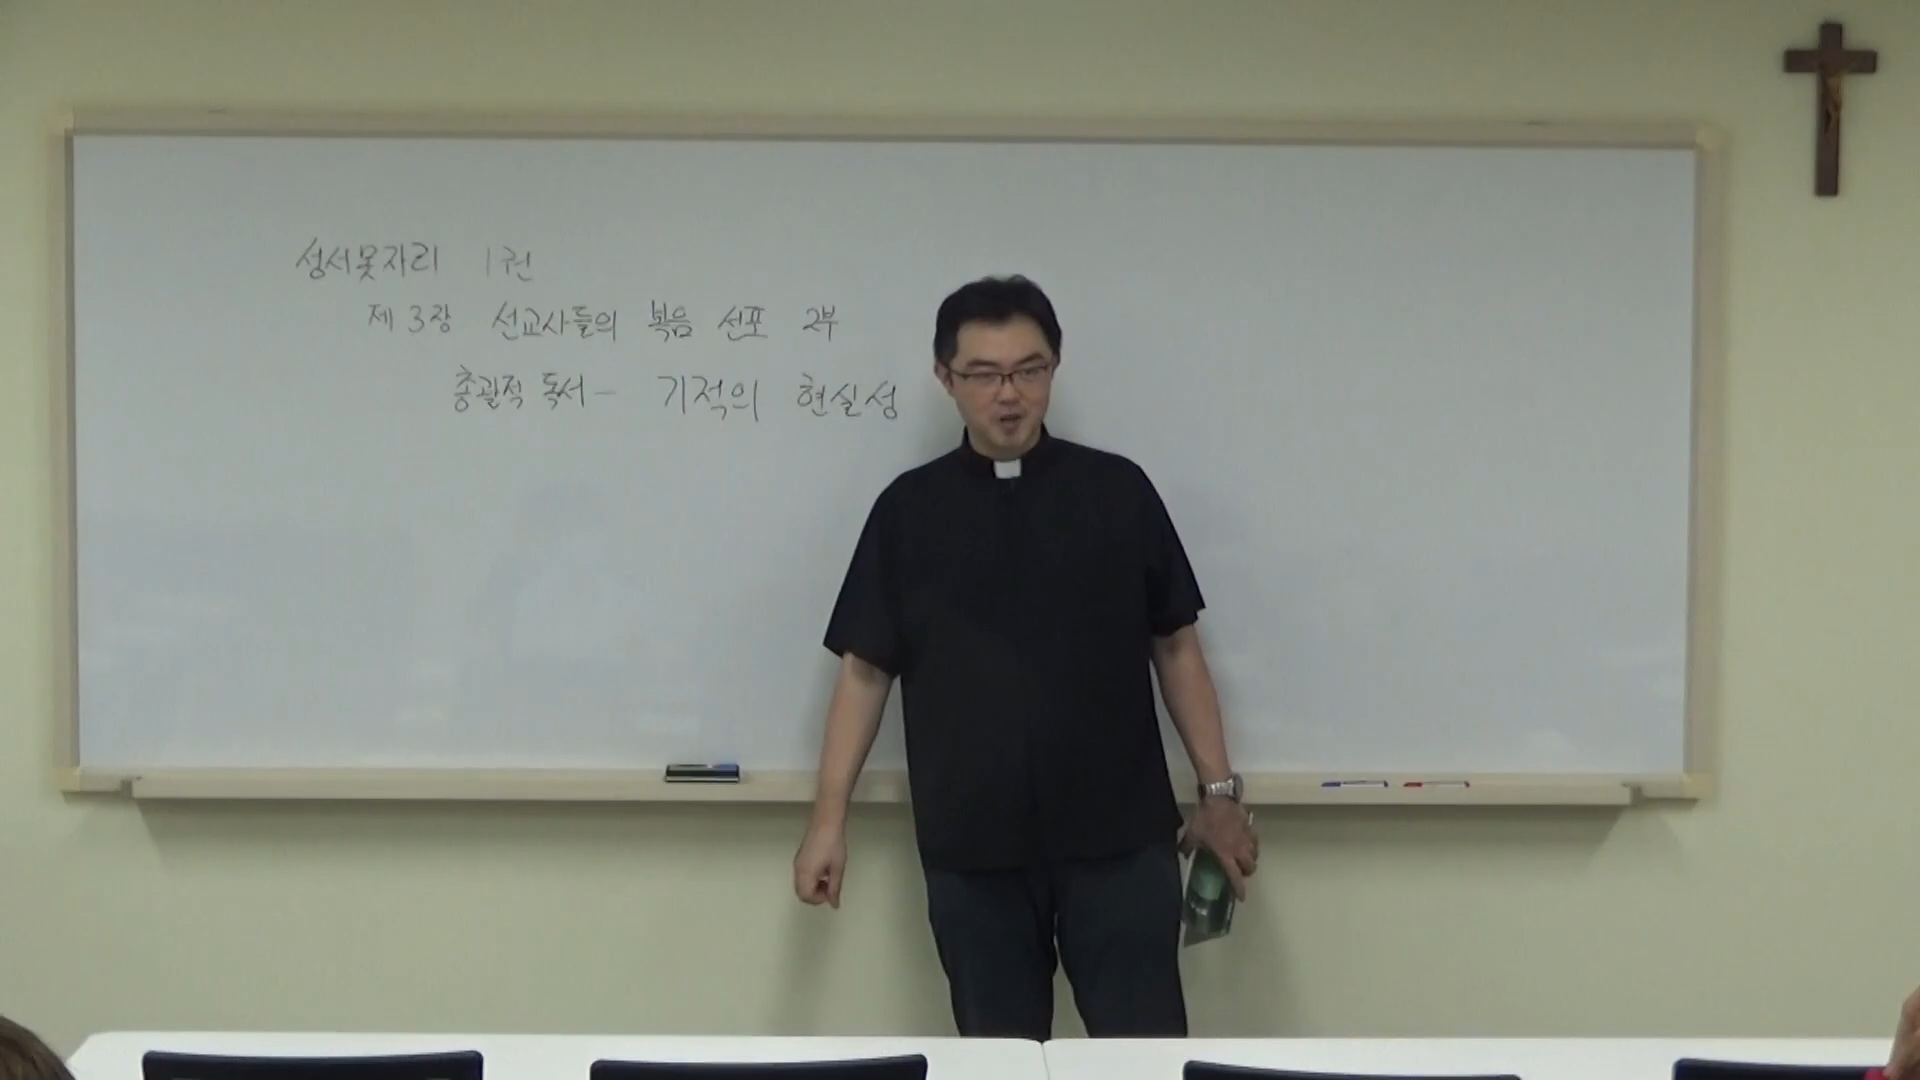 성서못자리 1권
제 3장 선교사들의 복음 선포 2부
총괄적 독서 - 기적의 현실성